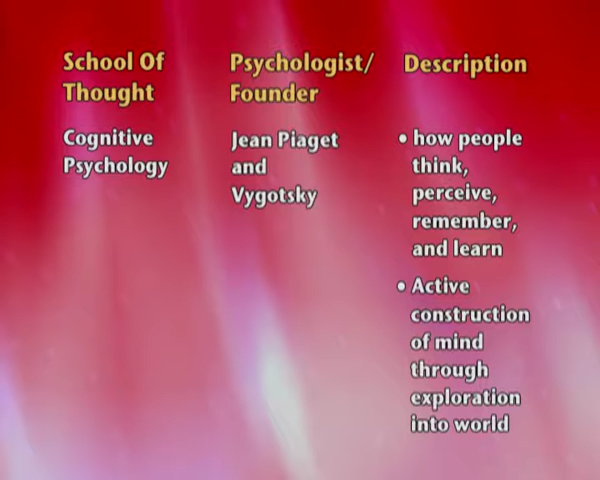 School Of
Thought
Psychologist/
Founder
Description
Cognitive
Psychology
Jean Piaget
and
Vygotsky
• how people
think,
perceive,
remember,
and learn
• Active
construction
of mind
through
exploration
into world